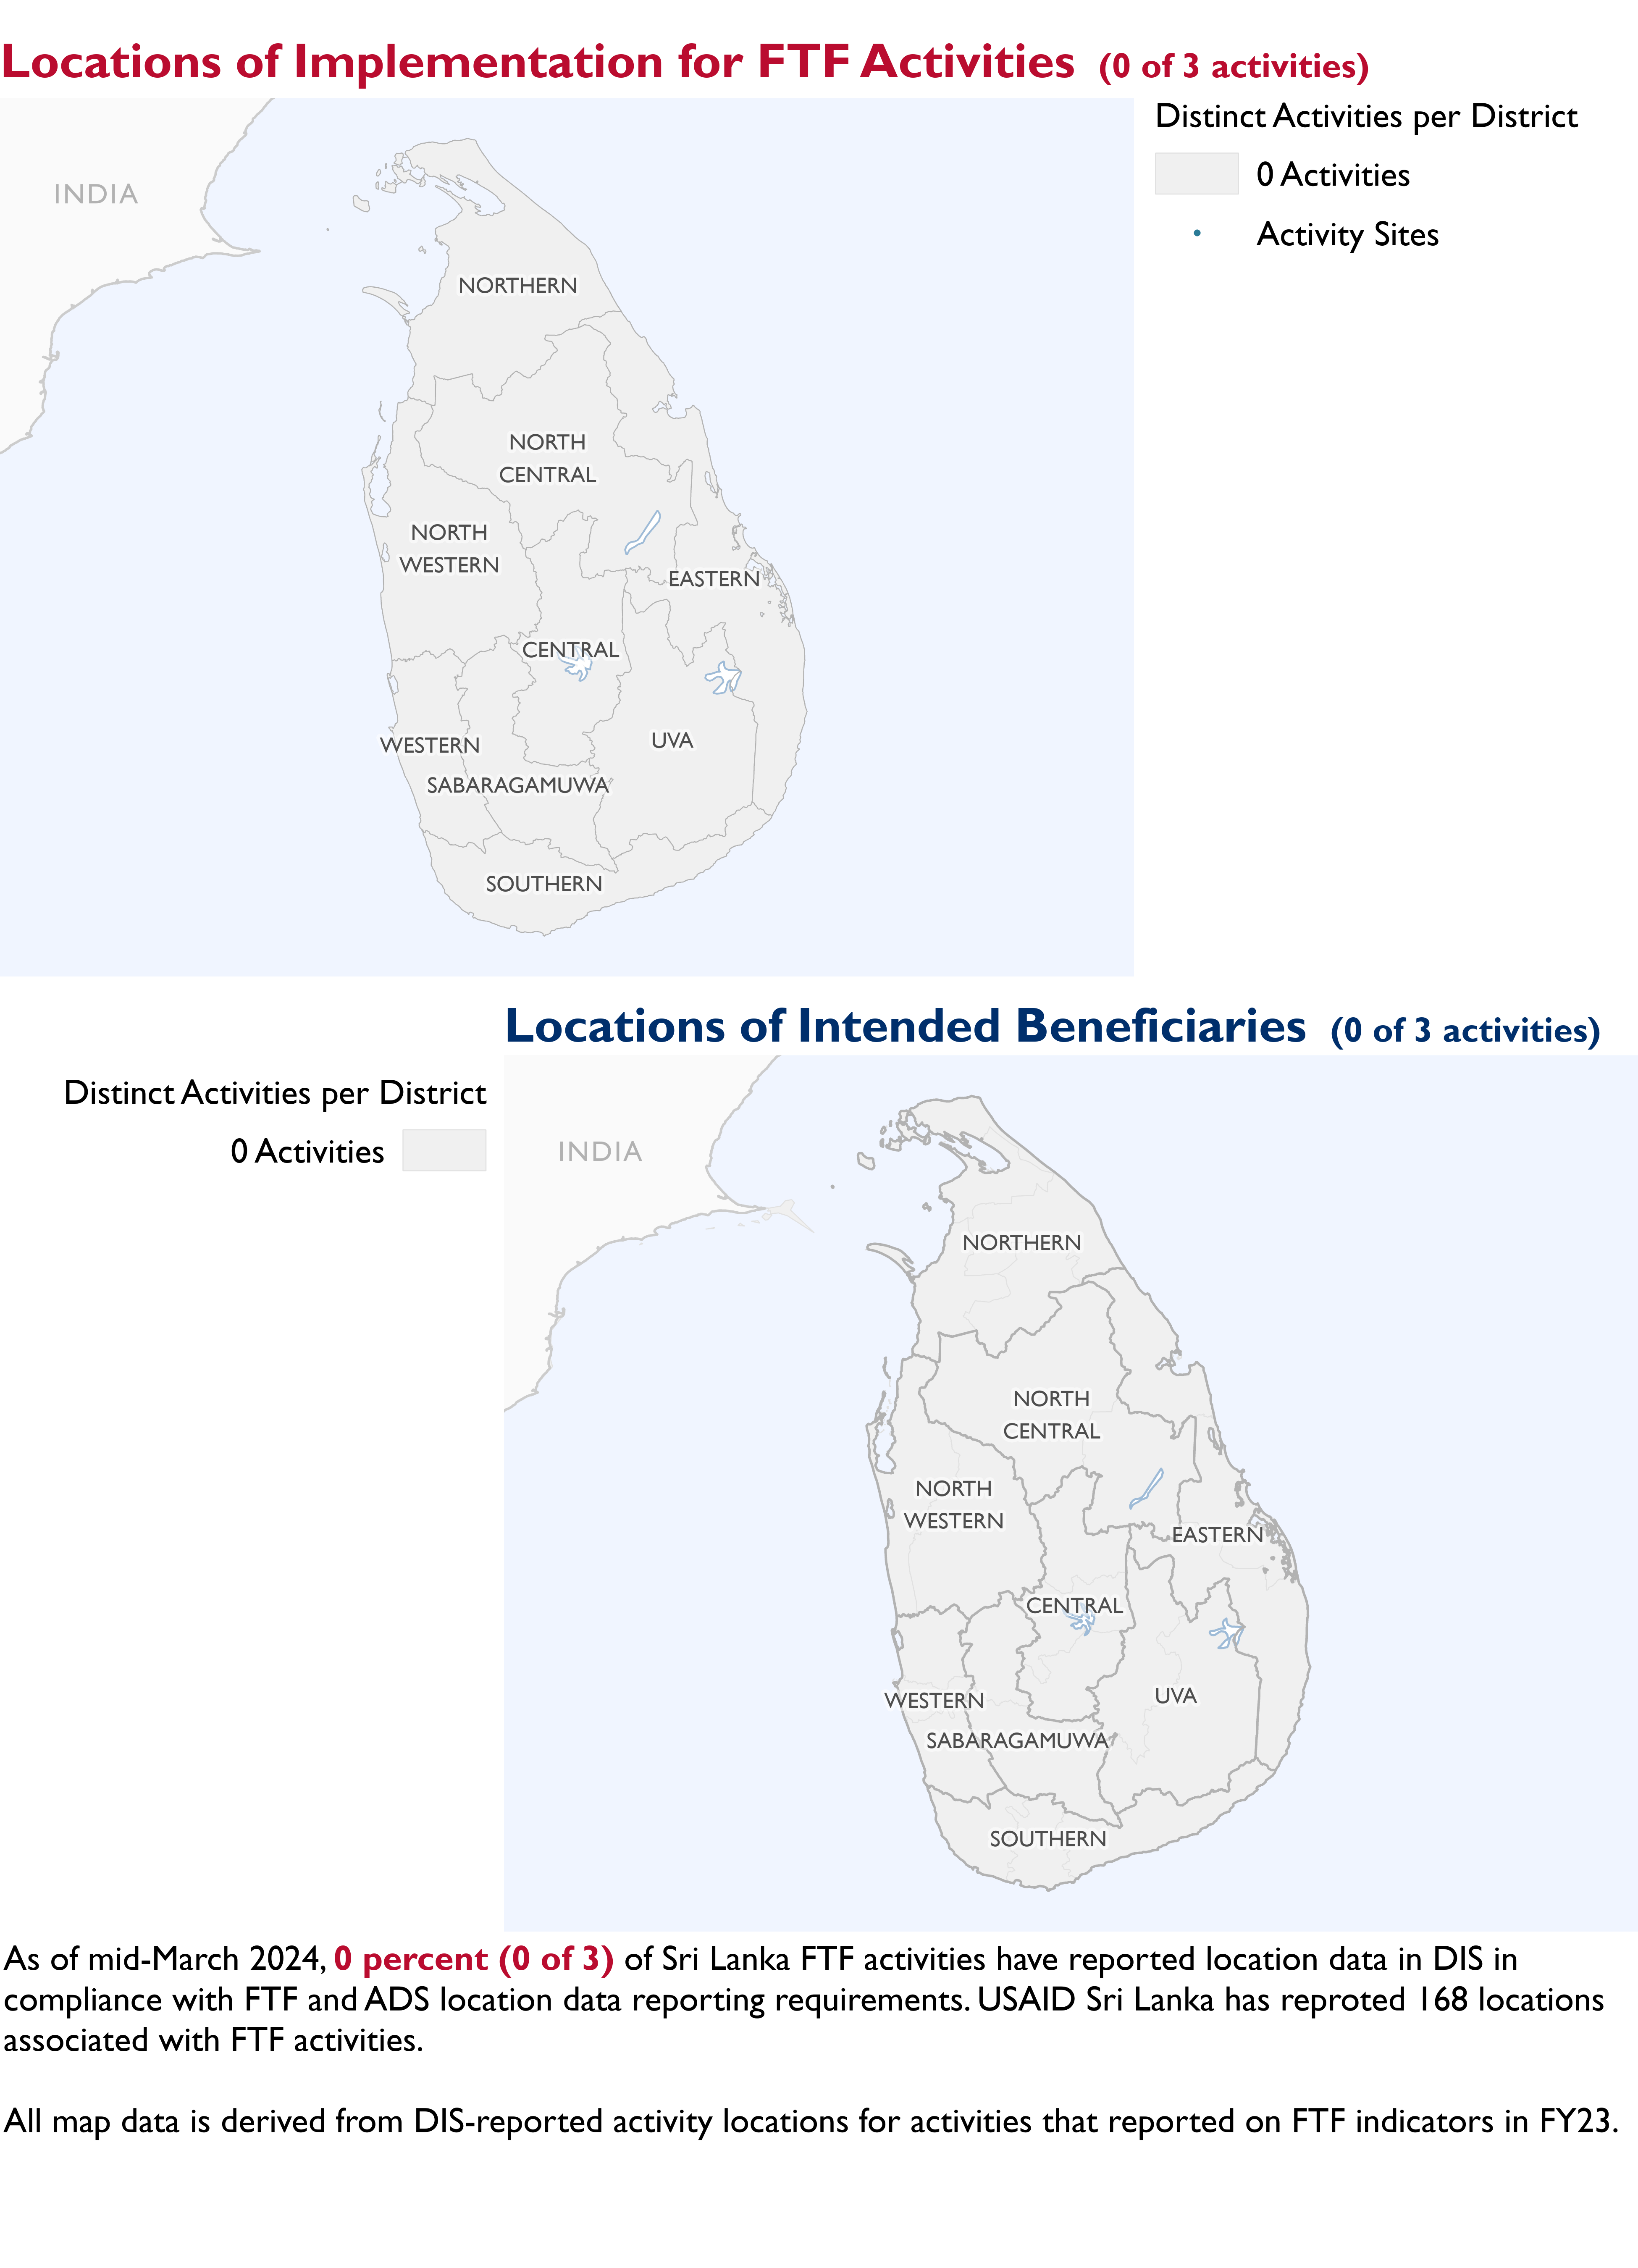 Locations of Implementation for FTF Activities (0 of 3 activities)
Distinct Activities per District
0 Activities
Activity Sites
INDIA
NORTHERN
NORTH
CENTRAL
NORTH
WESTERN
EASTERN
CENTRAL
WESTERN
UVA
SABARAGAMUWA
SOUTHERN
Locations of Intended Beneficiaries (0 of 3 activities)
Distinct Activities per District
0 Activities
INDIA
NORTHERN
NORTH
CENTRAL
NORTH
WESTERN
EASTERN
CENTRAL
WESTERN
UVA
SABARAGAMUWA
SOUTHERN
As of mid-March 2024, 0 percent (0 of 3) of Sri Lanka FTF activities have reported location data in DIS in
compliance with FTF and ADS location data reporting requirements. USAID Sri Lanka has reproted 168 locations
associated with FTF activities.
All map data is derived from DIS-reported activity locations for activities that reported on FTF indicators in FY23.